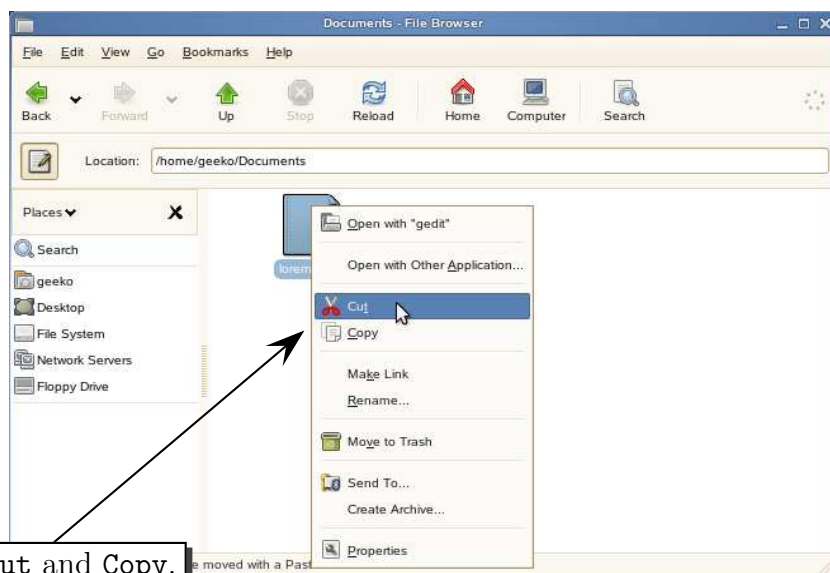 Documents - File Browser
File Edit View Go Bookmarks Help
Back Forward Up Stop Reload Home Computer Search
Location: /home/geeko/Documents
Places
Search
geeko
Desktop
File System
Network Servers
Floppy Drive
lorem
Open with "gedit"
Open with Other Application...
Cut
Copy
Make Link
Rename...
Move to Trash
Send To...
Create Archive...
Properties
and Copy.
moved with a